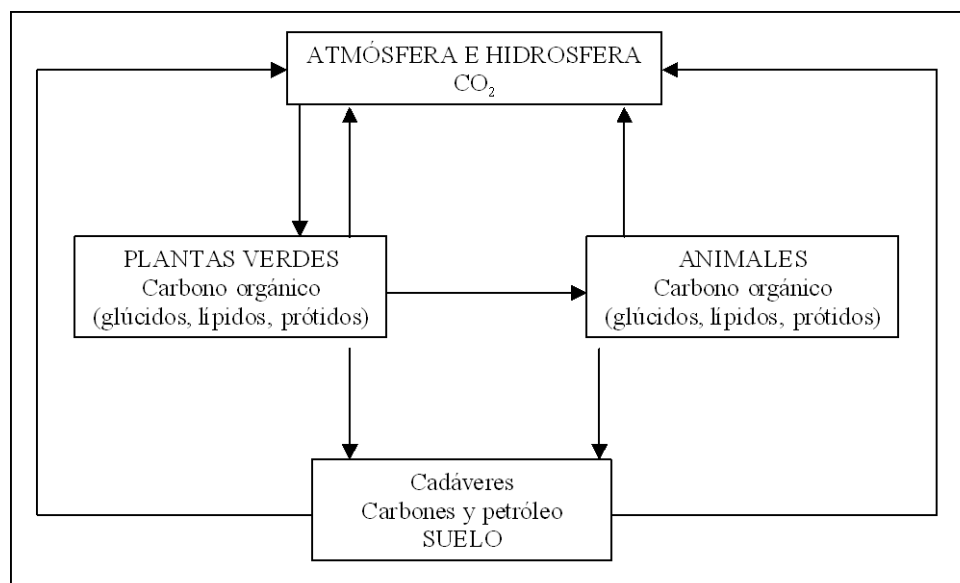 ATMÓSFERA E HIDROSFERA
CO₂
PLANTAS VERDES
Carbono orgánico
(glúcidos, lípidos, prótidos)
ANIMALES
Carbono orgánico
(glúcidos, lípidos, prótidos)
Cadáveres
Carbones y petróleo
SUELO